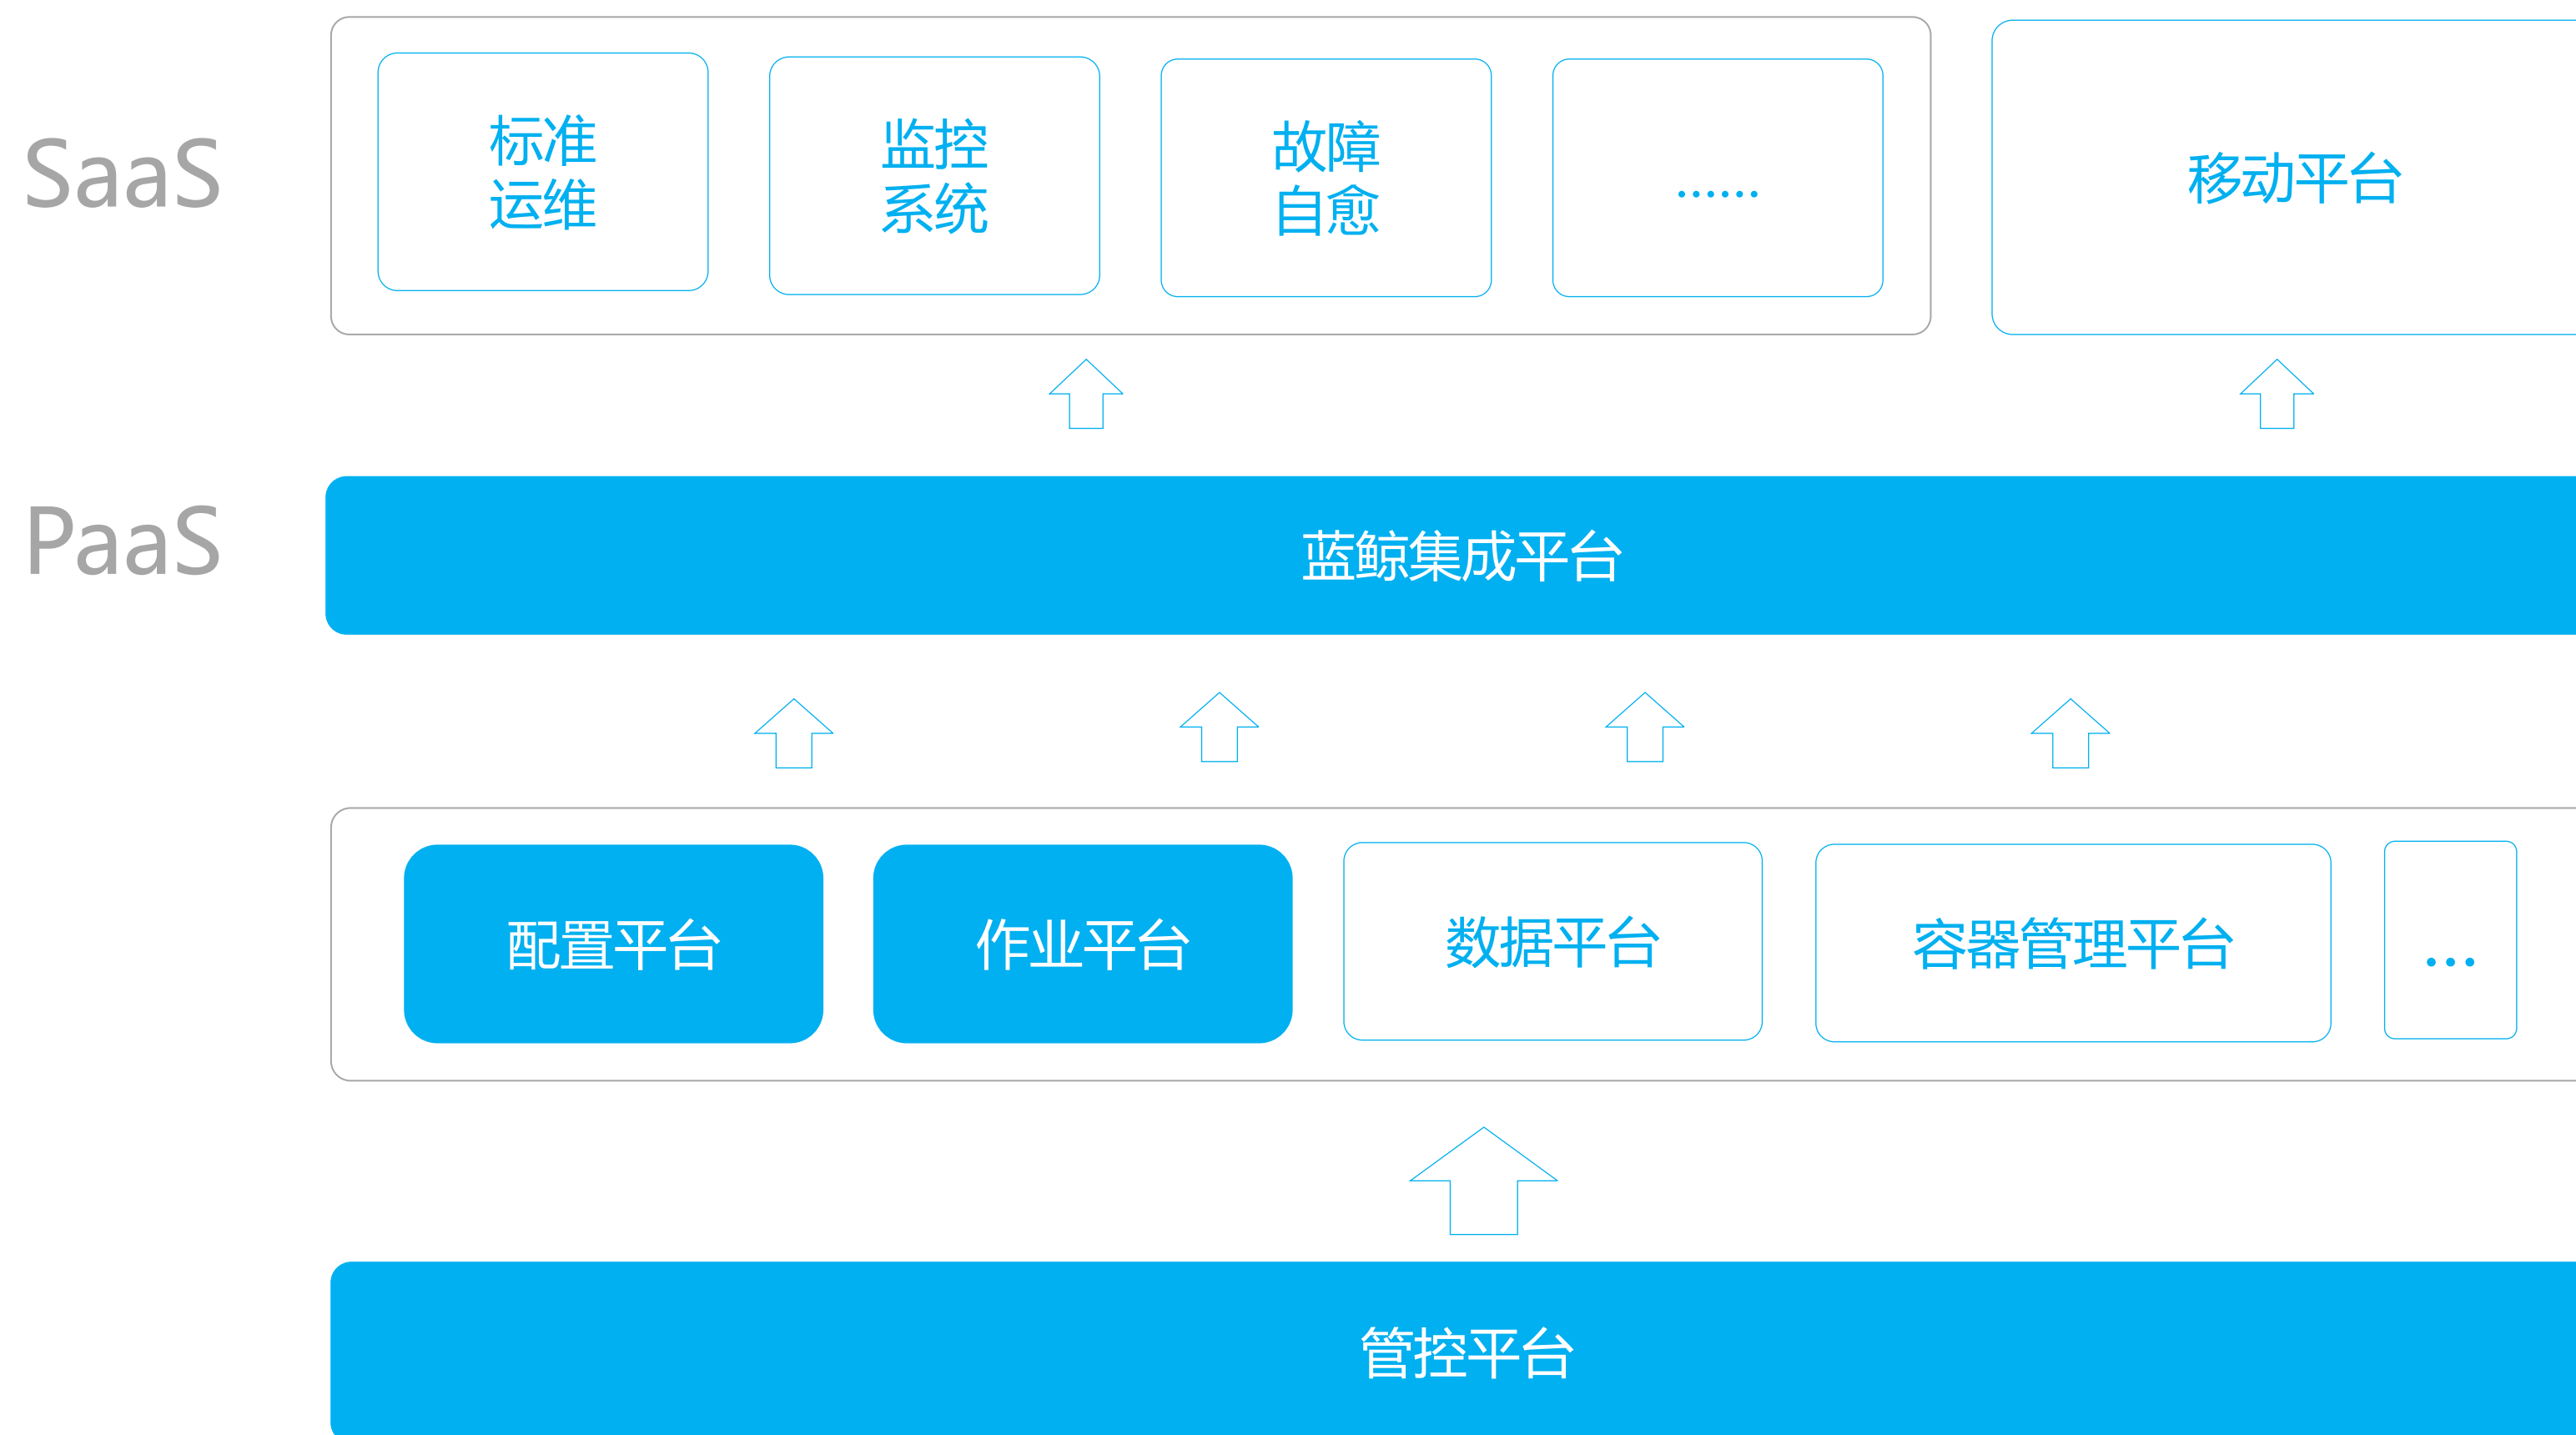 SaaS
标准
运维
监控
系统
故障
自愈
······
移动平台
PaaS
蓝鲸集成平台
配置平台
作业平台
数据平台
容器管理平台
...
管控平台